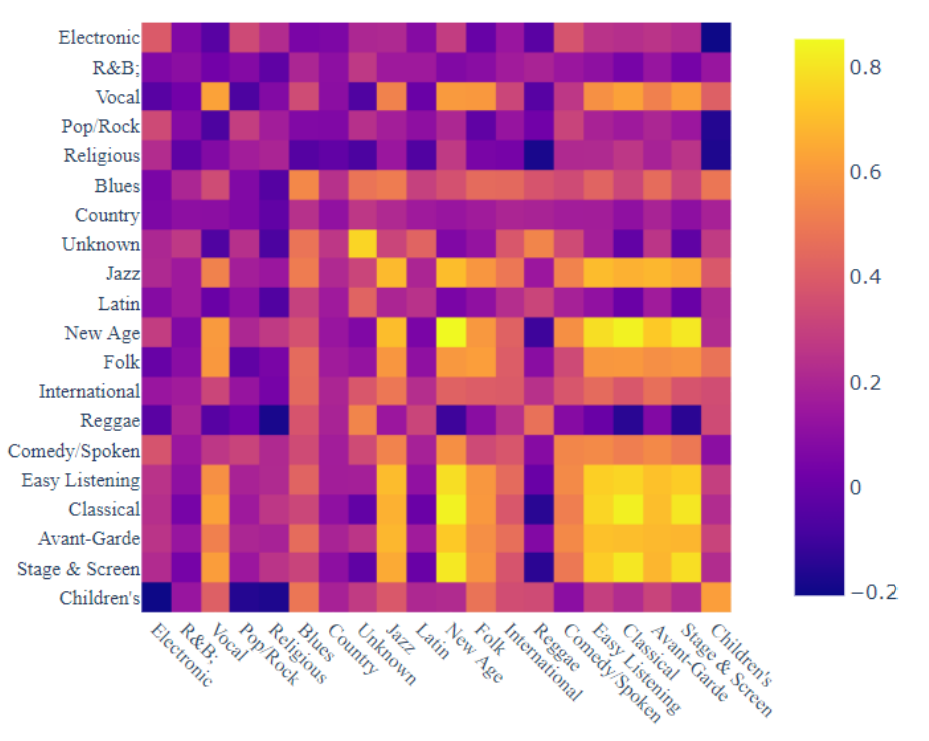 Electronic
R&B;
Vocal
Pop/Rock
Religious
Blues
Country
Unknown
Jazz
Latin
New Age
Folk
International
Reggae
Comedy/Spoken
Easy Listening
Classical
Avant-Garde
Stage & Screen
Children's
Electronic
R&B;
Vocal
Pop/Rock
Religious
Blues
Country
Unknown
Jazz
Latin
New Age
Folk
International
Reggae
Comedy/Spoken
Easy Listening
Classical
Avant-Garde
Stage & Screen
Children's
0.8
0.6
0.4
0.2
0
−0.2